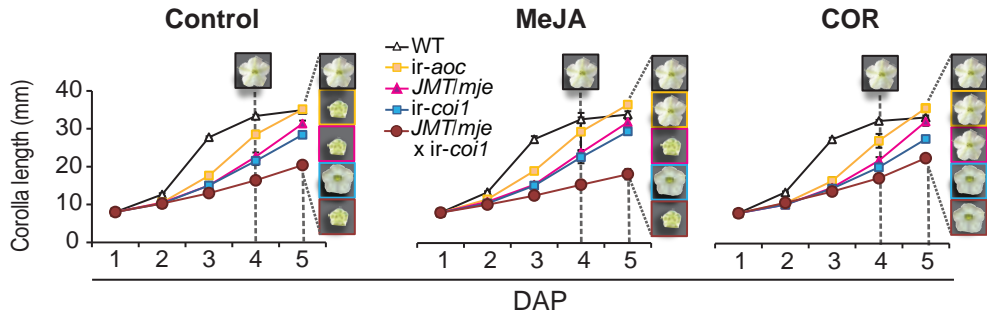 Control
MeJA
COR
WT
ir-aoc
JMT/mje
ir-coi1
JMT/mje
x ir-coi1
Corolla length (mm)
40
30
20
10
0
1 2 3 4 5
1 2 3 4 5
1 2 3 4 5
DAP